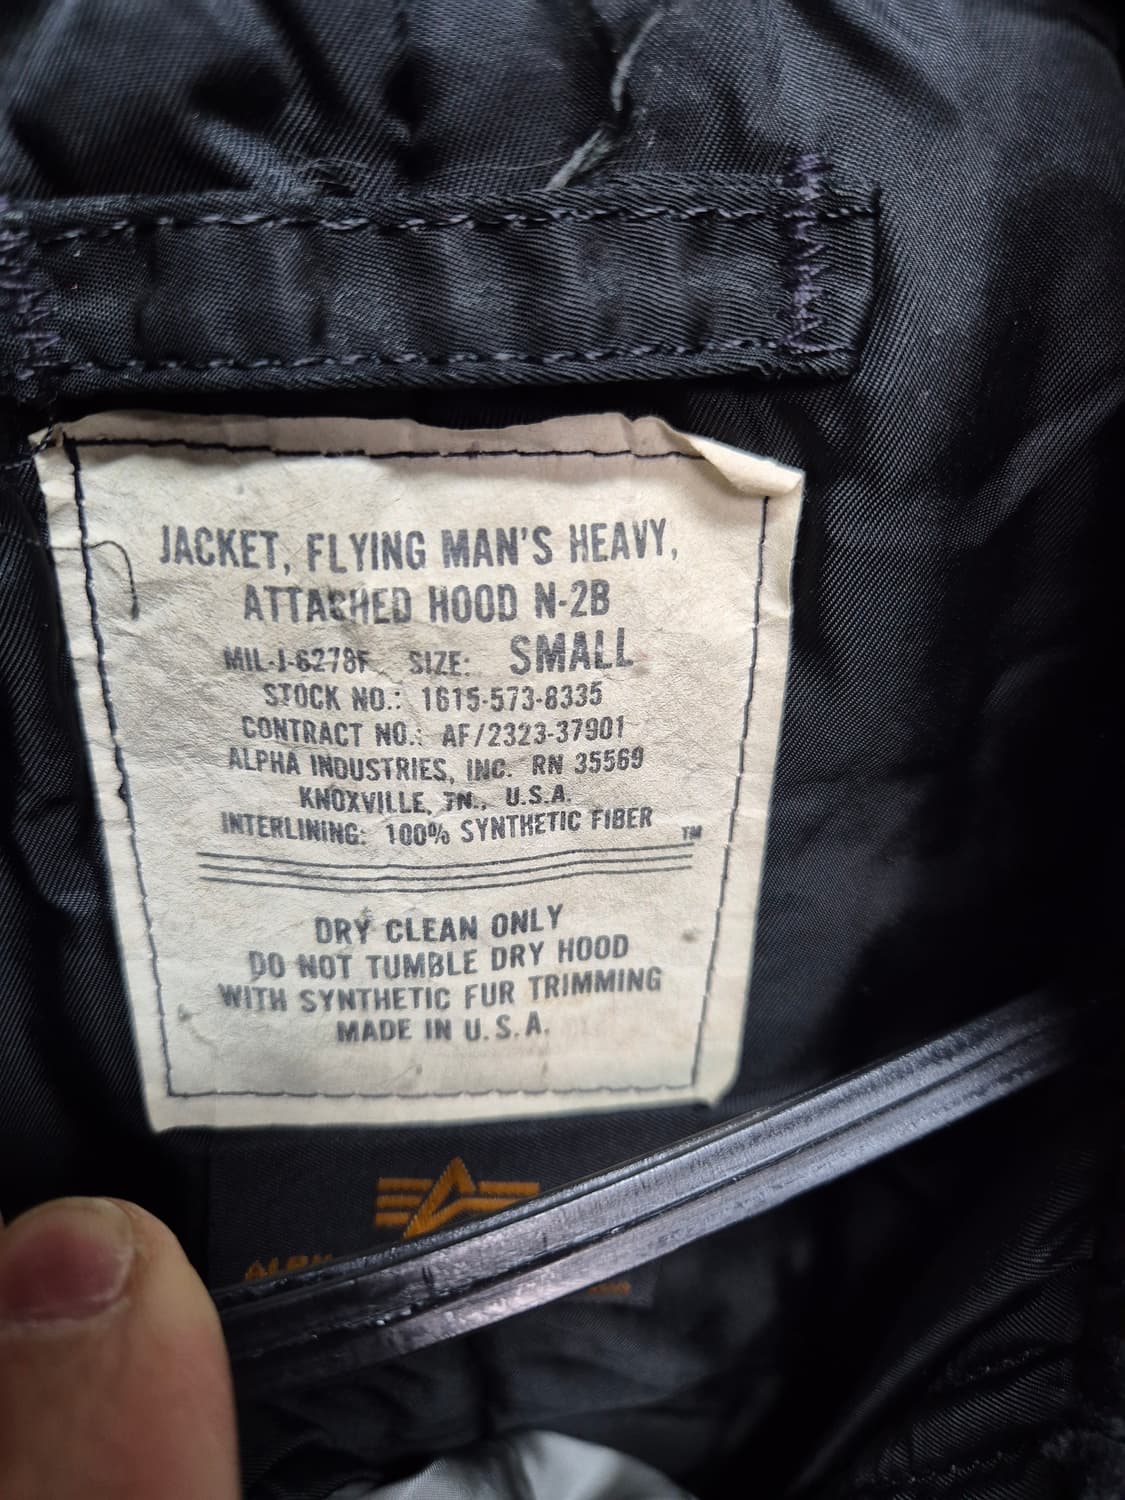 JACKET, FLYING MAN'S HEAVY,
ATTACHED HOOD N-2B
MIL-J-6278F SIZE: SMALL
STOCK NO.: 1615-573-8335
CONTRACT NO.: AF/2323-37901
ALPHA INDUSTRIES, INC. RN 35569
KNOXVILLE, TN., U.S.A.
INTERLINING: 100% SYNTHETIC FIBER
TM
DRY CLEAN ONLY
DO NOT TUMBLE DRY HOOD
WITH SYNTHETIC FUR TRIMMING
MADE IN U.S.A.